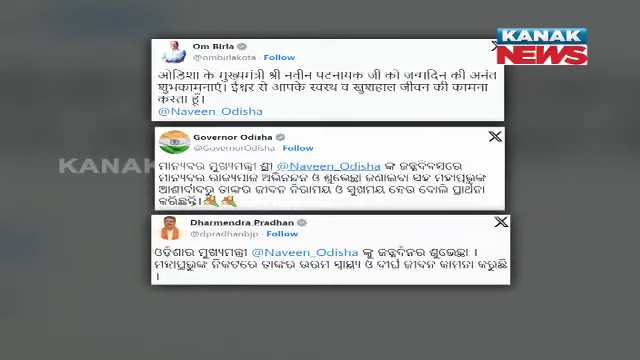 KANAK
NEWS
Om Birla
@ombirlakota · Follow
ओडिशा के मुख्यमंत्री श्री नवीन पटनायक जी को जन्मदिन की अनंत
शुभकामनाएं। ईश्वर से आपके स्वस्थ व खुशहाल जीवन की कामना
करता हूँ।
@Naveen_Odisha
Governor Odisha
@GovernorOdisha · Follow
ମାନ୍ୟବର ମୁଖ୍ୟମନ୍ତ୍ରୀ ଶ୍ରୀ @Naveen_Odisha ଙ୍କ ଜନ୍ମଦିବସରେ
ମାନ୍ୟବର ରାଜ୍ୟପାଳ ଅଭିନନ୍ଦନ ଓ ଶୁଭେଚ୍ଛା ଜଣାଇବା ସହ ମହାପ୍ରଭୁଙ୍କ
ଆଶୀର୍ବାଦରୁ ତାଙ୍କର ଜୀବନ ନିରାମୟ ଓ ସୁଖମୟ ହେଉ ବୋଲି ପ୍ରାର୍ଥନା
କରିଛନ୍ତି।
KANAK
Dharmendra Pradhan
@dpradhanbjp · Follow
ଓଡ଼ିଶାର ମୁଖ୍ୟମନ୍ତ୍ରୀ @Naveen_Odisha ଙ୍କୁ ଜନ୍ମଦିନର ଶୁଭେଚ୍ଛା ।
ମହାପ୍ରଭୁଙ୍କ ନିକଟରେ ତାଙ୍କର ଉତ୍ତମ ସ୍ୱାସ୍ଥ୍ୟ ଓ ଦୀର୍ଘ ଜୀବନ କାମନା କରୁଛି
।